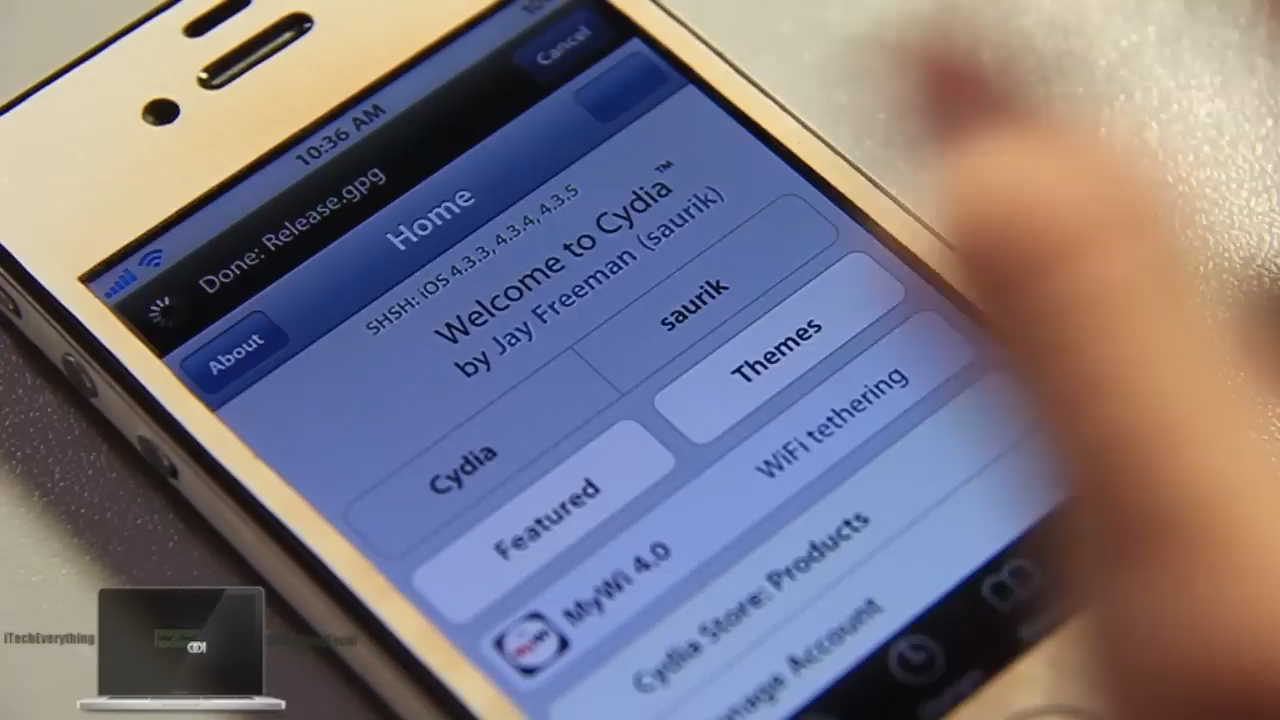 10:36 AM
Done: Release.gpg
Cancel
Home
About
SHSH: iOS 4.3.3, 4.3.4, 4.3.5
Welcome to Cydia™
by Jay Freeman (saurik)
Cydia
saurik
Featured
Themes
MyWi 4.0
WiFi tethering
Cydia Store: Products
iTechEverything